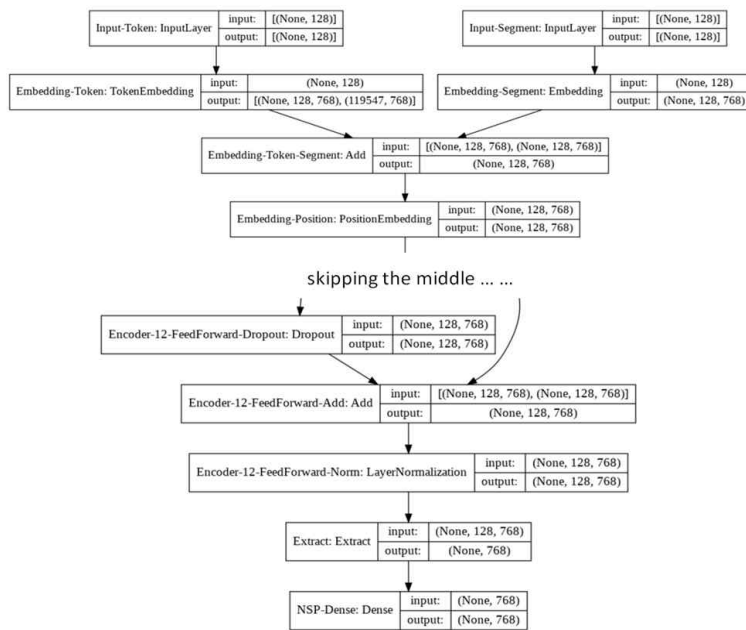 Input-Token: InputLayer input: [(None, 128)]
output: [(None, 128)]
Input-Segment: InputLayer input: [(None, 128)]
output: [(None, 128)]
Embedding-Token: TokenEmbedding input: (None, 128)
output: [(None, 128, 768), (119547, 768)]
Embedding-Segment: Embedding input: (None, 128)
output: (None, 128, 768)
Embedding-Token-Segment: Add input: [(None, 128, 768), (None, 128, 768)]
output: (None, 128, 768)
Embedding-Position: PositionEmbedding input: (None, 128, 768)
output: (None, 128, 768)
skipping the middle ... ...
Encoder-12-FeedForward-Dropout: Dropout input: (None, 128, 768)
output: (None, 128, 768)
Encoder-12-FeedForward-Add: Add input: [(None, 128, 768), (None, 128, 768)]
output: (None, 128, 768)
Encoder-12-FeedForward-Norm: LayerNormalization input: (None, 128, 768)
output: (None, 128, 768)
Extract: Extract input: (None, 128, 768)
output: (None, 768)
NSP-Dense: Dense input: (None, 768)
output: (None, 768)